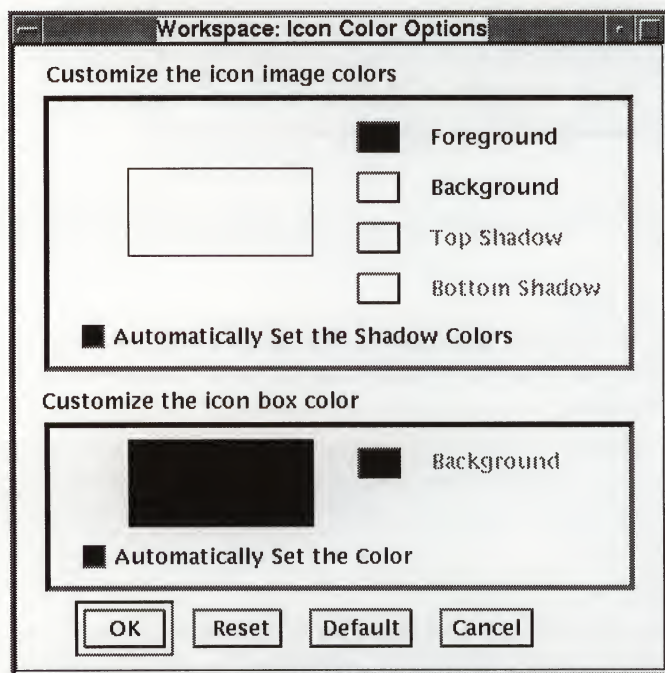 Workspace: Icon Color Options
Customize the icon image colors
Foreground
Background
Top Shadow
Bottom Shadow
Automatically Set the Shadow Colors
Customize the icon box color
Background
Automatically Set the Color
OK Reset Default Cancel